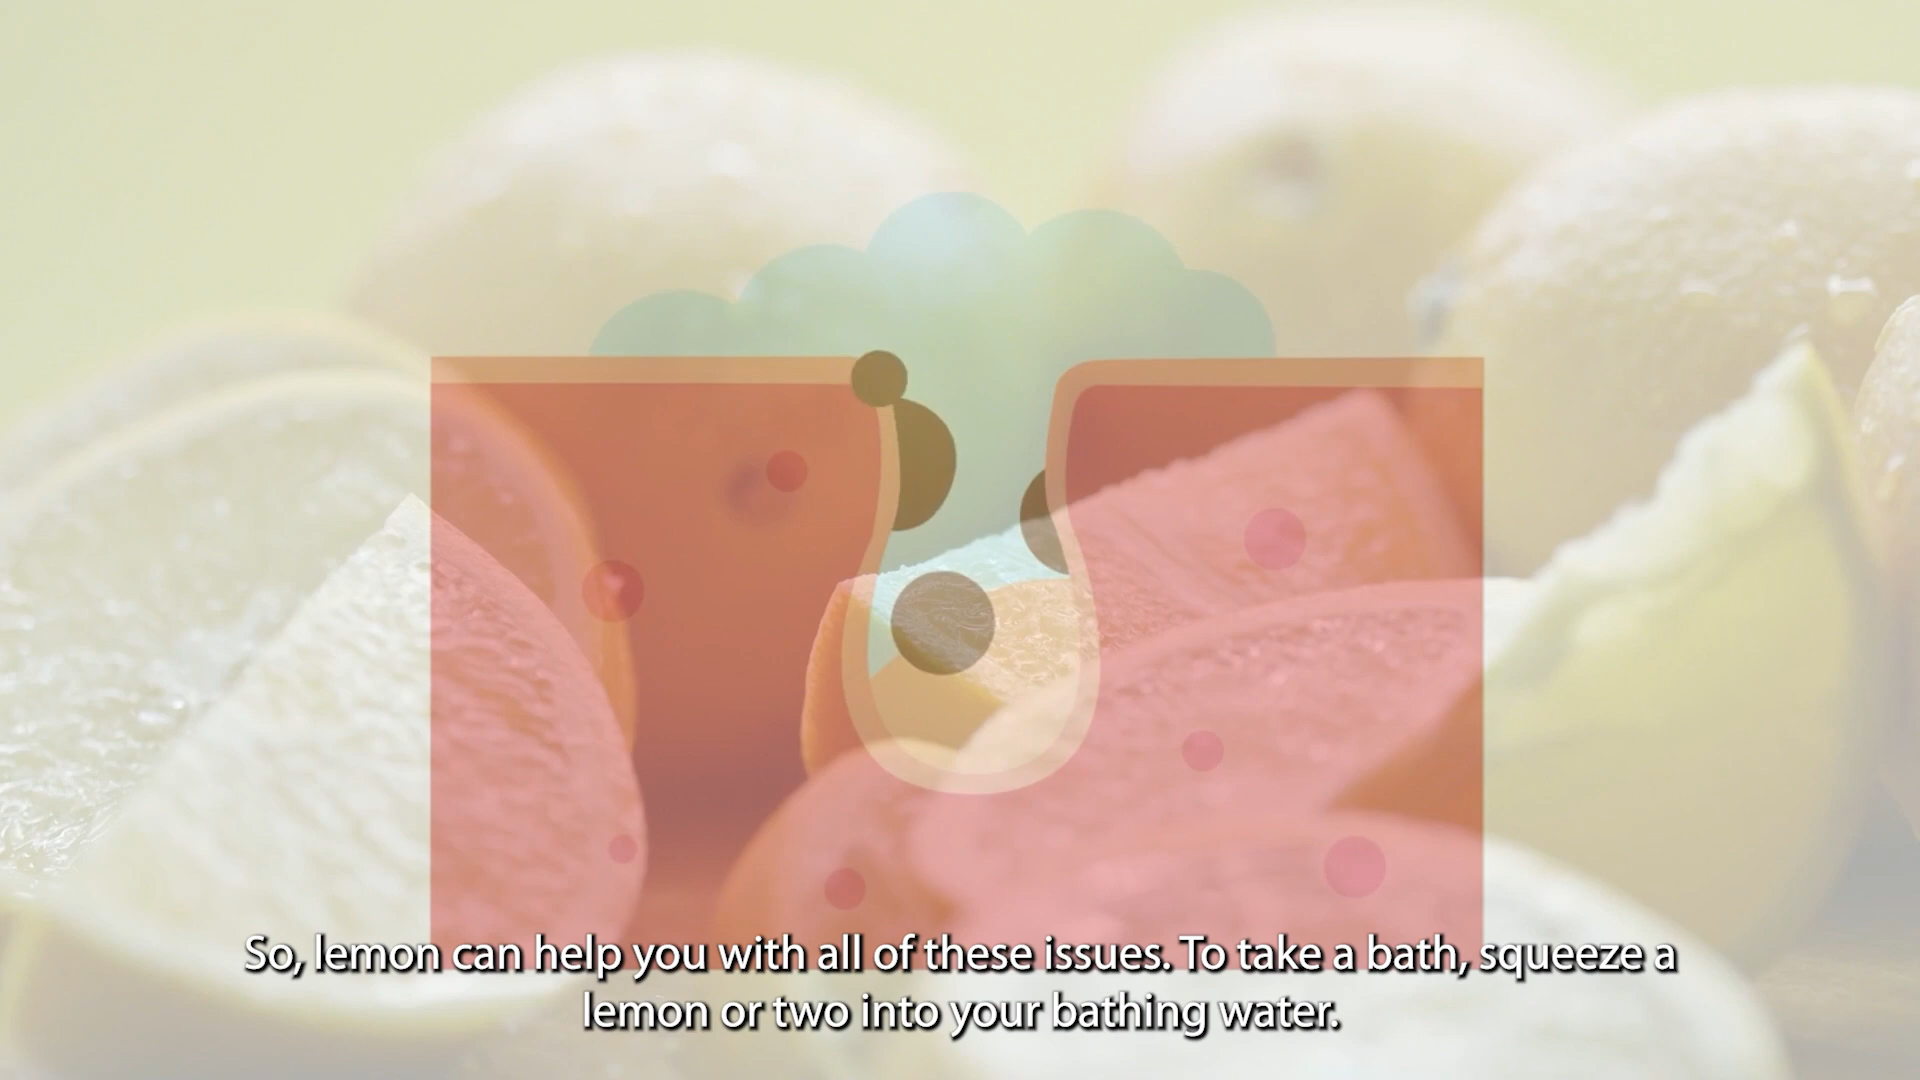 So, lemon can help you with all of these issues. To take a bath, squeeze a
lemon or two into your bathing water.